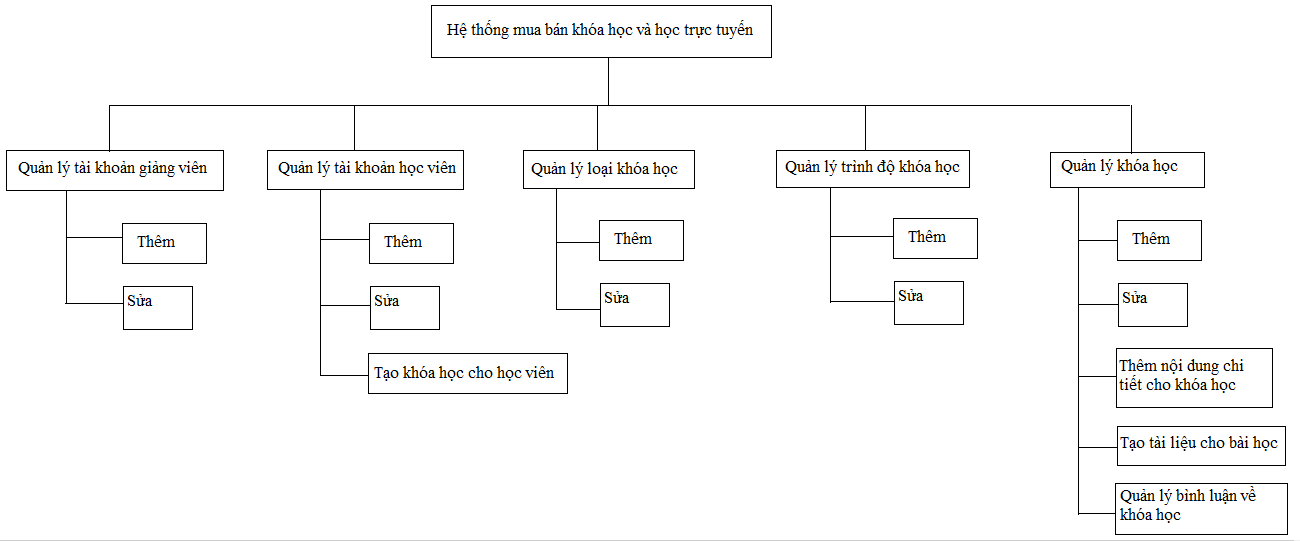 Hệ thống mua bán khóa học và học trực tuyến
Quản lý tài khoản giảng viên
Thêm
Sửa
Quản lý tài khoản học viên
Thêm
Sửa
Tạo khóa học cho học viên
Quản lý loại khóa học
Thêm
Sửa
Quản lý trình độ khóa học
Thêm
Sửa
Quản lý khóa học
Thêm
Sửa
Thêm nội dung chi
tiết cho khóa học
Tạo tài liệu cho bài học
Quản lý bình luận về
khóa học